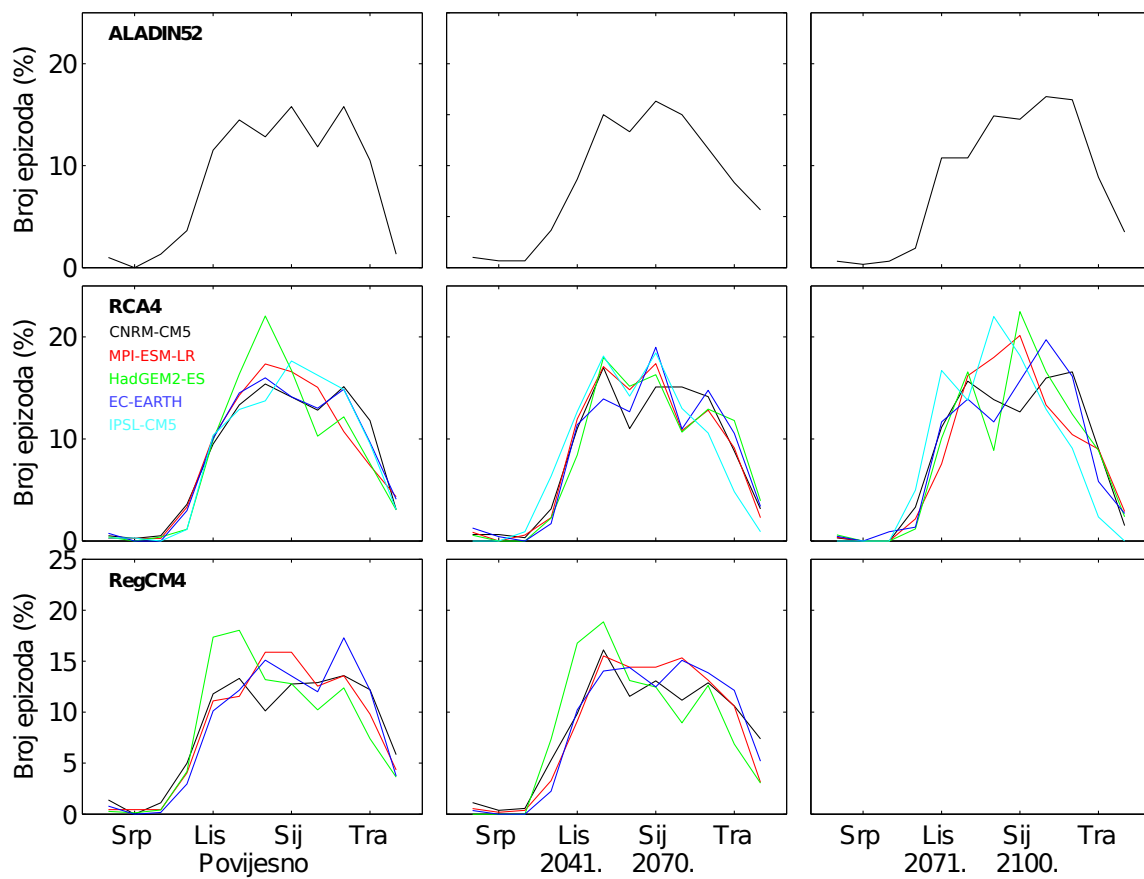 ALADIN52
Broj epizoda (%)
20
10
0
RCA4
CNRM-CM5
MPI-ESM-LR
HadGEM2-ES
EC-EARTH
IPSL-CM5
Broj epizoda (%)
20
10
0
RegCM4
Broj epizoda (%)
25
20
15
10
5
0
Srp Lis Sij Tra
Povijesno
Srp Lis Sij Tra
2041. 2070.
Srp Lis Sij Tra
2071. 2100.